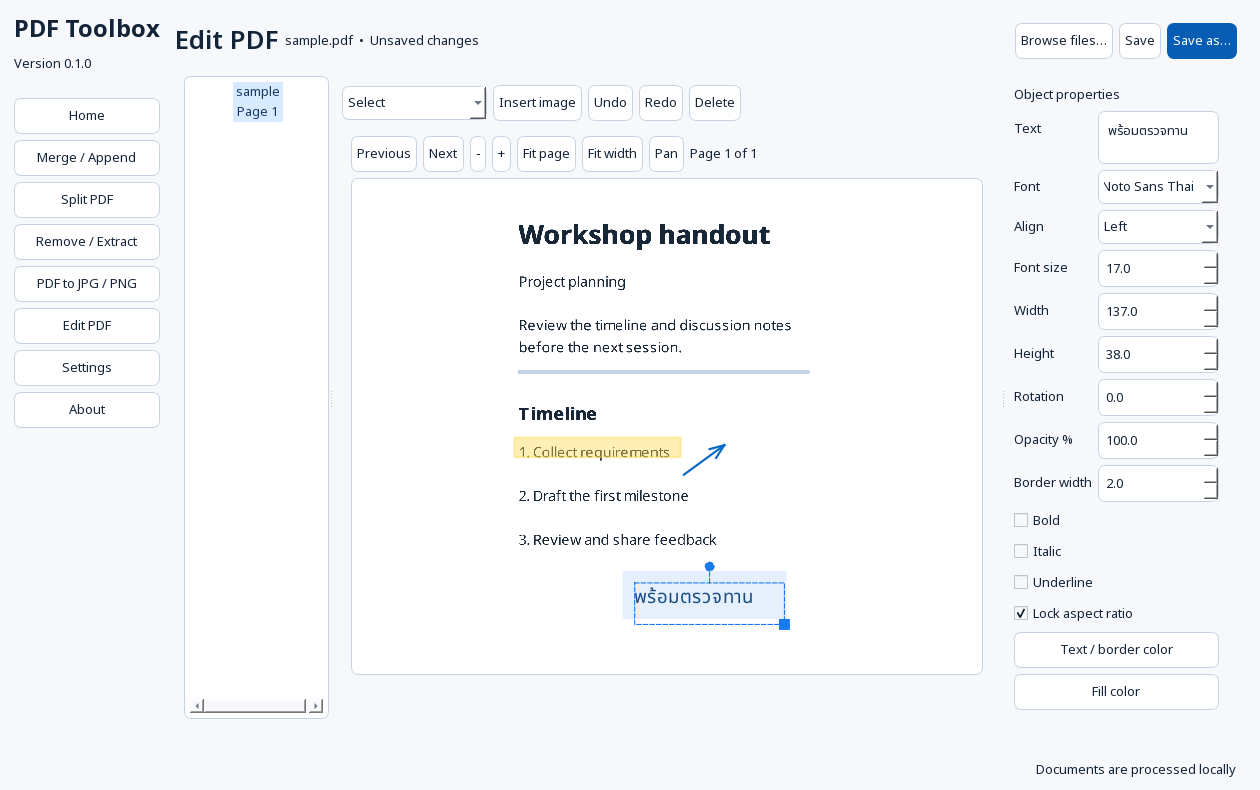 PDF Toolbox
Version 0.1.0
Home
Merge / Append
Split PDF
Remove / Extract
PDF to JPG / PNG
Edit PDF
Settings
About
Edit PDF sample.pdf • Unsaved changes
Browse files... Save Save as...
sample
Page 1
Select Insert image Undo Redo Delete
Previous Next - + Fit page Fit width Pan Page 1 of 1
Workshop handout
Project planning
Review the timeline and discussion notes
before the next session.
Timeline
1. Collect requirements
2. Draft the first milestone
3. Review and share feedback
พร้อมตรวจทาน
Object properties
Text พร้อมตรวจทาน
Font Noto Sans Thai
Align Left
Font size 17.0
Width 137.0
Height 38.0
Rotation 0.0
Opacity % 100.0
Border width 2.0
Bold
Italic
Underline
Lock aspect ratio
Text / border color
Fill color
Documents are processed locally